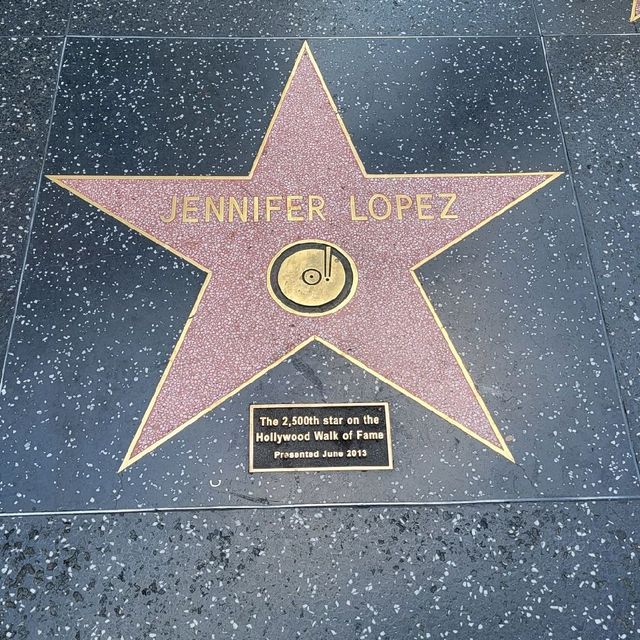 JENNIFER LOPEZ
The 2,500th star on the
Hollywood Walk of Fame
Presented June 2013